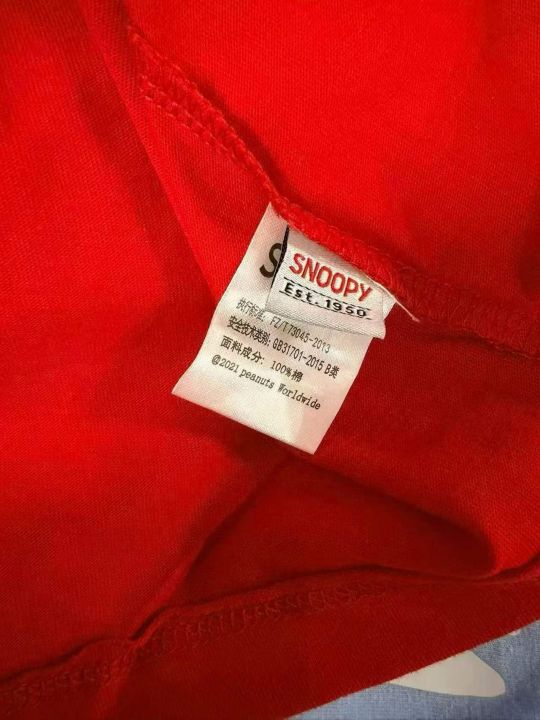 S
SNOOPY
Est. 1950
执行标准: FZ/T73045-2013
安全技术类别: GB31701-2015 B类
面料成分: 100%棉
@2021 peanuts Worldwide